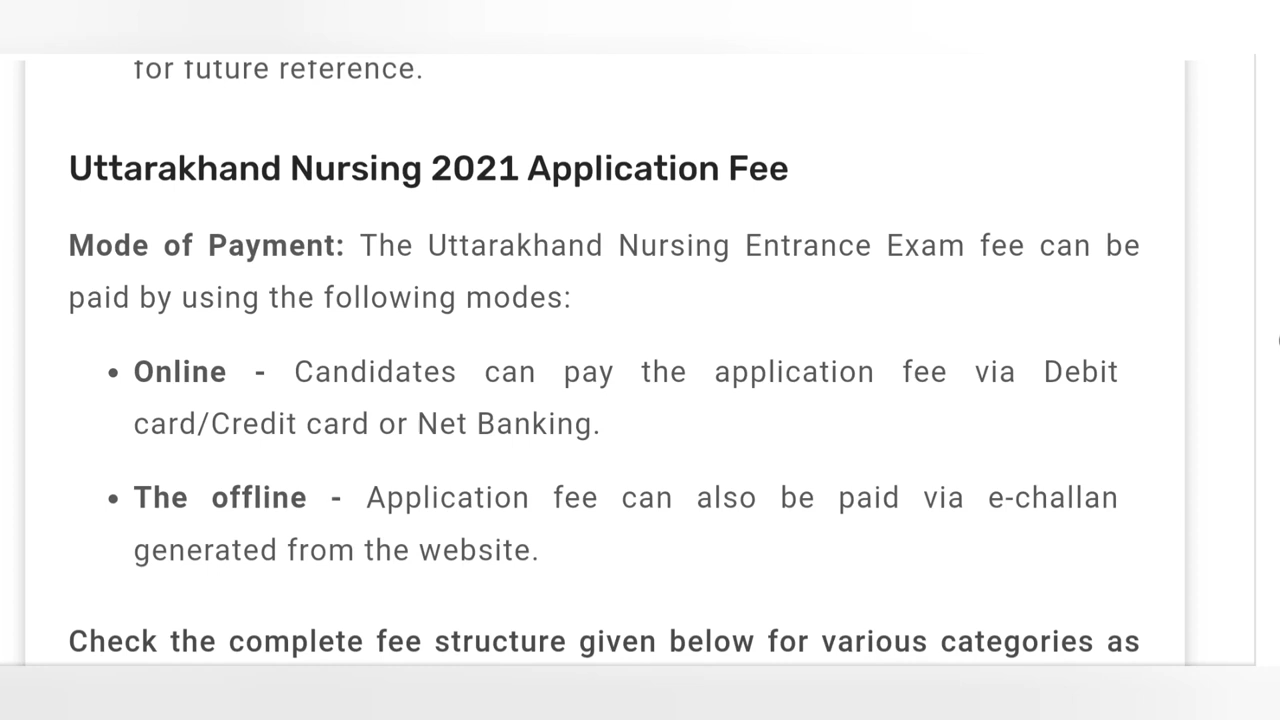 for future reference.
Uttarakhand Nursing 2021 Application Fee
Mode of Payment: The Uttarakhand Nursing Entrance Exam fee can be
paid by using the following modes:
• Online - Candidates can pay the application fee via Debit
card/Credit card or Net Banking.
• The offline - Application fee can also be paid via e-challan
generated from the website.
Check the complete fee structure given below for various categories as